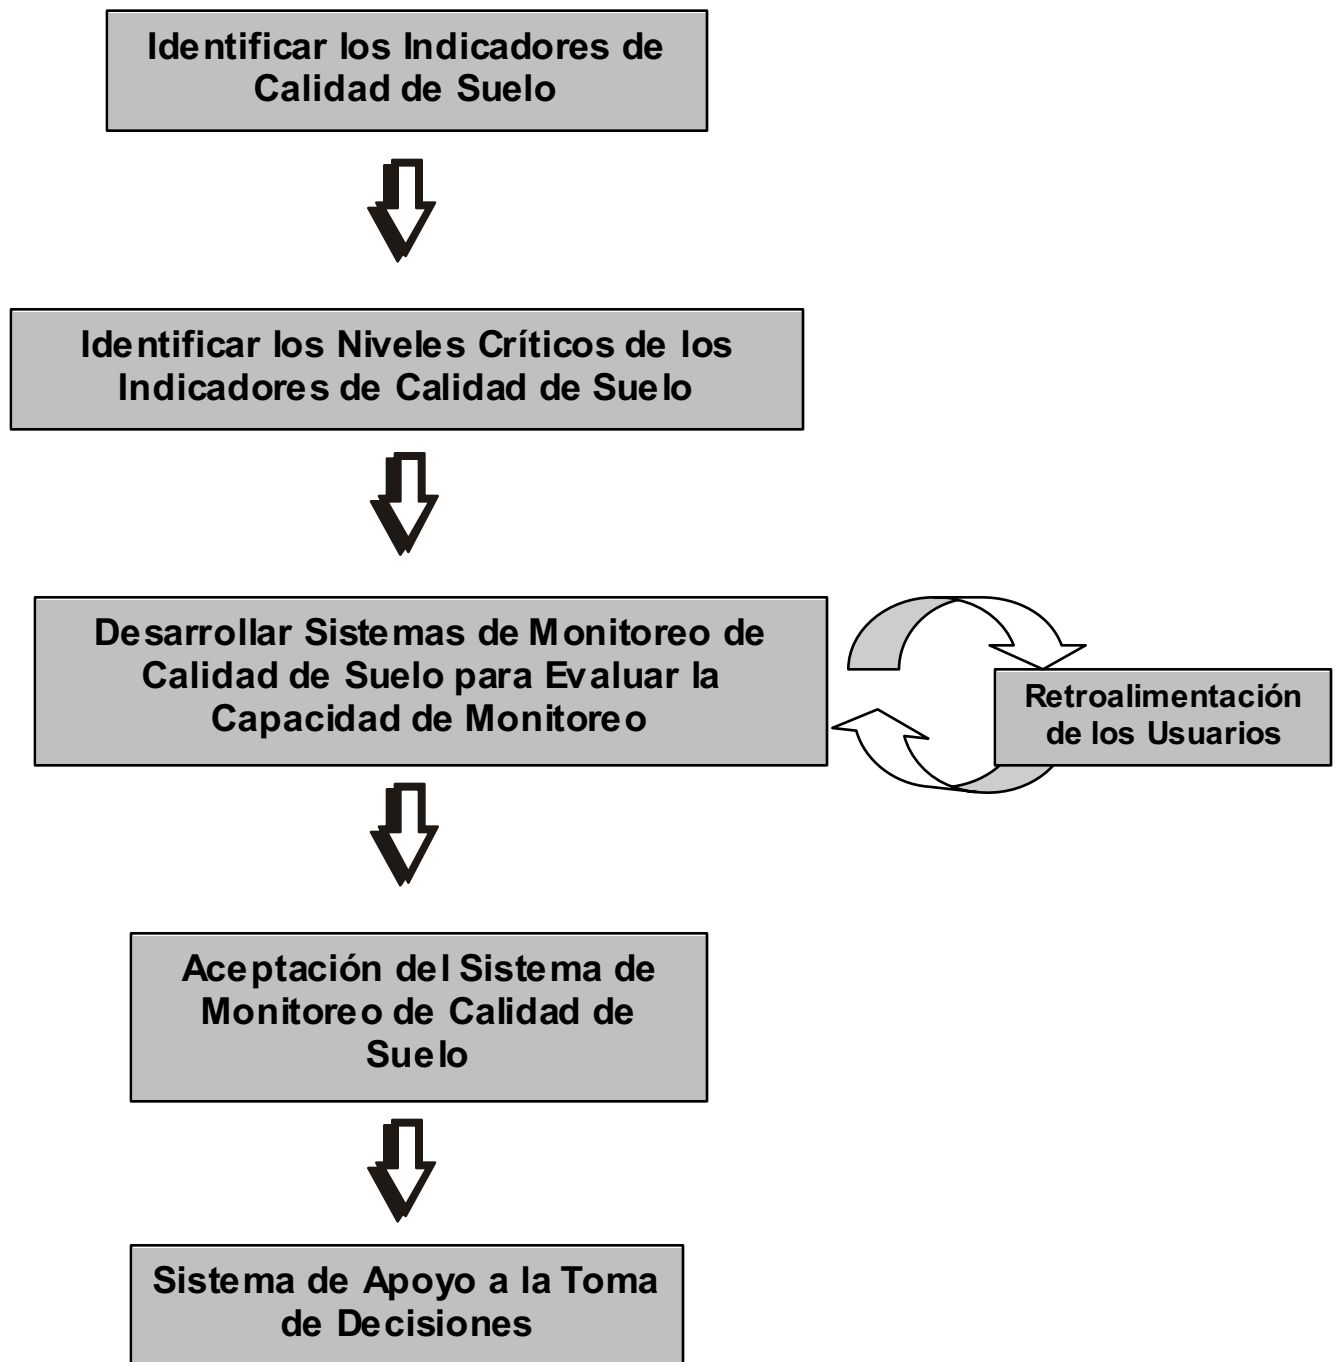 Identificar los Indicadores de
Calidad de Suelo
Identificar los Niveles Críticos de los
Indicadores de Calidad de Suelo
Desarrollar Sistemas de Monitoreo de
Calidad de Suelo para Evaluar la
Capacidad de Monitoreo
Retroalimentación
de los Usuarios
Aceptación del Sistema de
Monitoreo de Calidad de
Suelo
Sistema de Apoyo a la Toma
de Decisiones